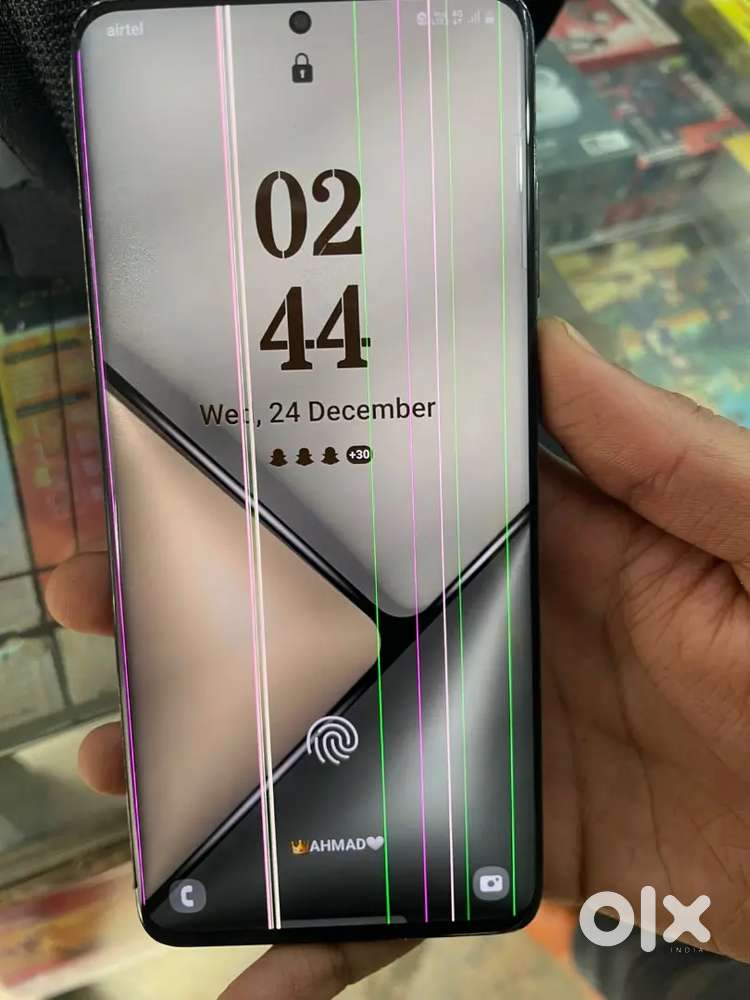 airtel
02
44
Wed, 24 December
+30
👑AHMAD🤍
olx
INDIA